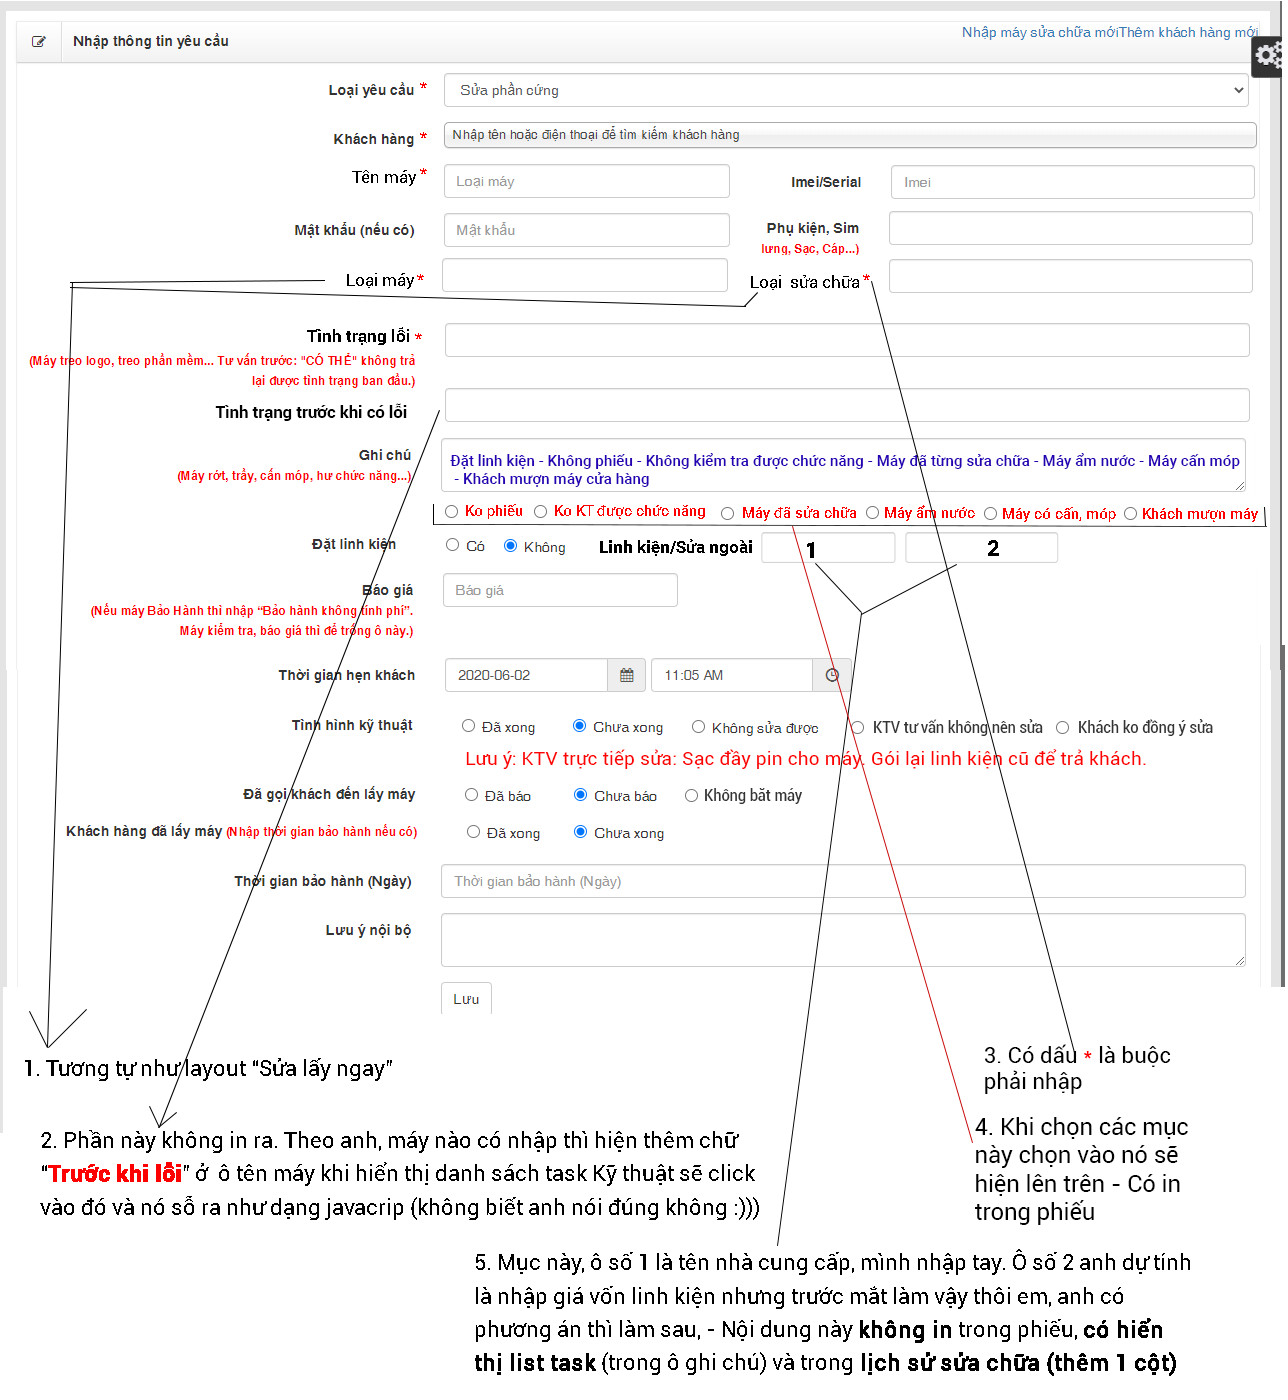 Nhập thông tin yêu cầu
Nhập máy sửa chữa mớiThêm khách hàng mới
Loại yêu cầu *
Sửa phần cứng
Khách hàng *
Nhập tên hoặc điện thoại để tìm kiếm khách hàng
Tên máy *
Loại máy
Imei/Serial
Imei
Mật khẩu (nếu có)
Mật khẩu
Phụ kiện, Sim
lưng, Sạc, Cáp...)
Loại máy *
Loại sửa chữa *
Tình trạng lỗi *
(Máy treo logo, treo phần mềm... Tư vấn trước: "CÓ THỂ" không trả
lại được tình trạng ban đầu.)
Tình trạng trước khi có lỗi
Ghi chú
(Máy rớt, trầy, cấn móp, hư chức năng...)
Đặt linh kiện - Không phiếu - Không kiểm tra được chức năng - Máy đã từng sửa chữa - Máy ẩm nước - Máy cấn móp
- Khách mượn máy cửa hàng
Ko phiếu Ko KT được chức năng Máy đã sửa chữa Máy ẩm nước Máy có cấn, móp Khách mượn máy
Đặt linh kiện
Có Không Linh kiện/Sửa ngoài 1 2
Báo giá
Báo giá
(Nếu máy Bảo Hành thì nhập “Bảo hành không tính phí”.
Máy kiểm tra, báo giá thì để trống ô này.)
Thời gian hẹn khách
2020-06-02 11:05 AM
Tình hình kỹ thuật
Đã xong Chưa xong Không sửa được KTV tư vấn không nên sửa Khách ko đồng ý sửa
Lưu ý: KTV trực tiếp sửa: Sạc đầy pin cho máy. Gói lại linh kiện cũ để trả khách.
Đã gọi khách đến lấy máy
Đã báo Chưa báo Không bắt máy
Khách hàng đã lấy máy (Nhập thời gian bảo hành nếu có)
Đã xong Chưa xong
Thời gian bảo hành (Ngày)
Thời gian bảo hành (Ngày)
Lưu ý nội bộ
Lưu
1. Tương tự như layout “Sửa lấy ngay”
2. Phần này không in ra. Theo anh, máy nào có nhập thì hiện thêm chữ
“Trước khi lỗi” ở ô tên máy khi hiển thị danh sách task Kỹ thuật sẽ click
vào đó và nó sổ ra như dạng javacrip (không biết anh nói đúng không :)))
3. Có dấu * là buộc
phải nhập
4. Khi chọn các mục
này chọn vào nó sẽ
hiện lên trên - Có in
trong phiếu
5. Mục này, ô số 1 là tên nhà cung cấp, mình nhập tay. Ô số 2 anh dự tính
là nhập giá vốn linh kiện nhưng trước mắt làm vậy thôi em, anh có
phương án thì làm sau, - Nội dung này không in trong phiếu, có hiển
thị list task (trong ô ghi chú) và trong lịch sử sửa chữa (thêm 1 cột)